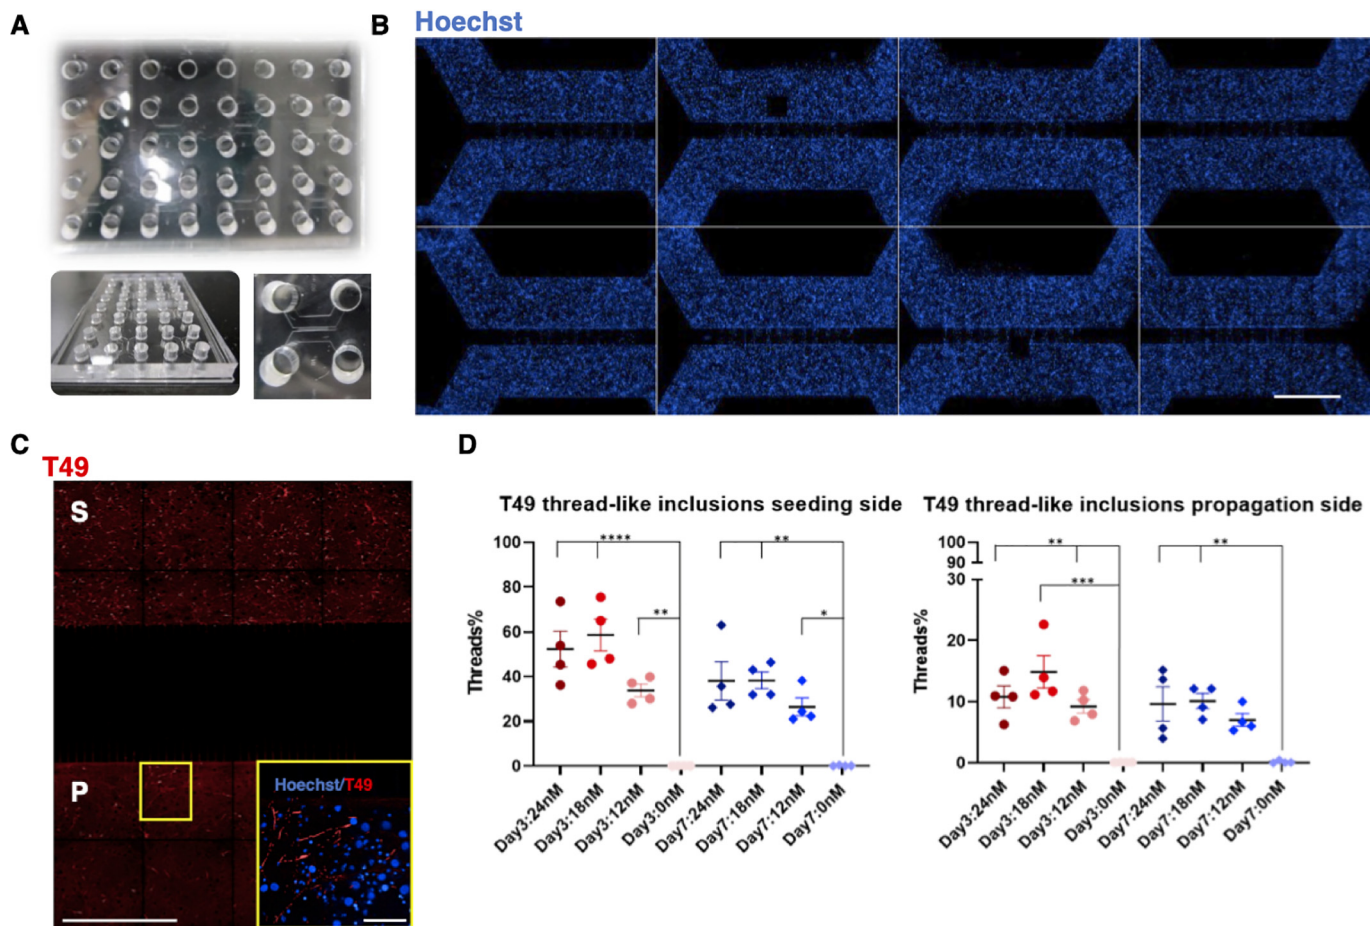 A
B
Hoechst
C
T49
S
P
Hoechst/T49
D
T49 thread-like inclusions seeding side
Threads%
100
80
60
40
20
0
****
**
**
*
Day3:24nM
Day3:18nM
Day3:12nM
Day3:0nM
Day7:24nM
Day7:18nM
Day7:12nM
Day7:0nM
T49 thread-like inclusions propagation side
Threads%
100
90
30
20
10
0
**
***
**
Day3:24nM
Day3:18nM
Day3:12nM
Day3:0nM
Day7:24nM
Day7:18nM
Day7:12nM
Day7:0nM